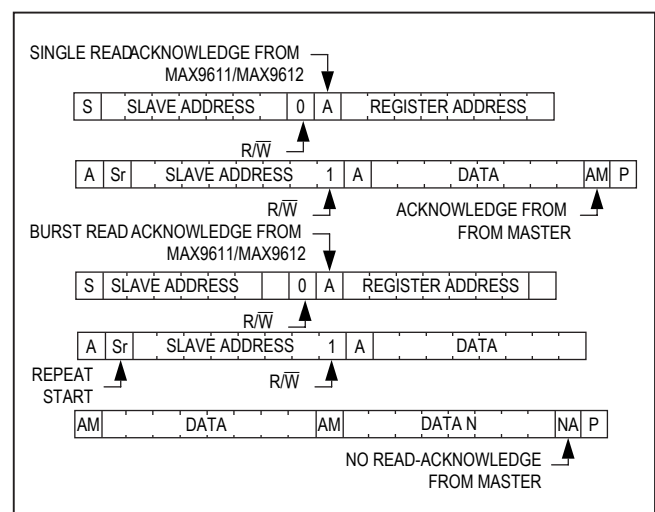 SINGLE READ ACKNOWLEDGE FROM
MAX9611/MAX9612
S SLAVE ADDRESS 0 A REGISTER ADDRESS
R/W̅
A Sr SLAVE ADDRESS 1 A DATA AM P
R/W̅ ACKNOWLEDGE FROM
FROM MASTER
BURST READ ACKNOWLEDGE FROM
MAX9611/MAX9612
S SLAVE ADDRESS 0 A REGISTER ADDRESS
R/W̅
A Sr SLAVE ADDRESS 1 A DATA
REPEAT R/W̅
START
AM DATA AM DATA N NA P
NO READ-ACKNOWLEDGE
FROM MASTER